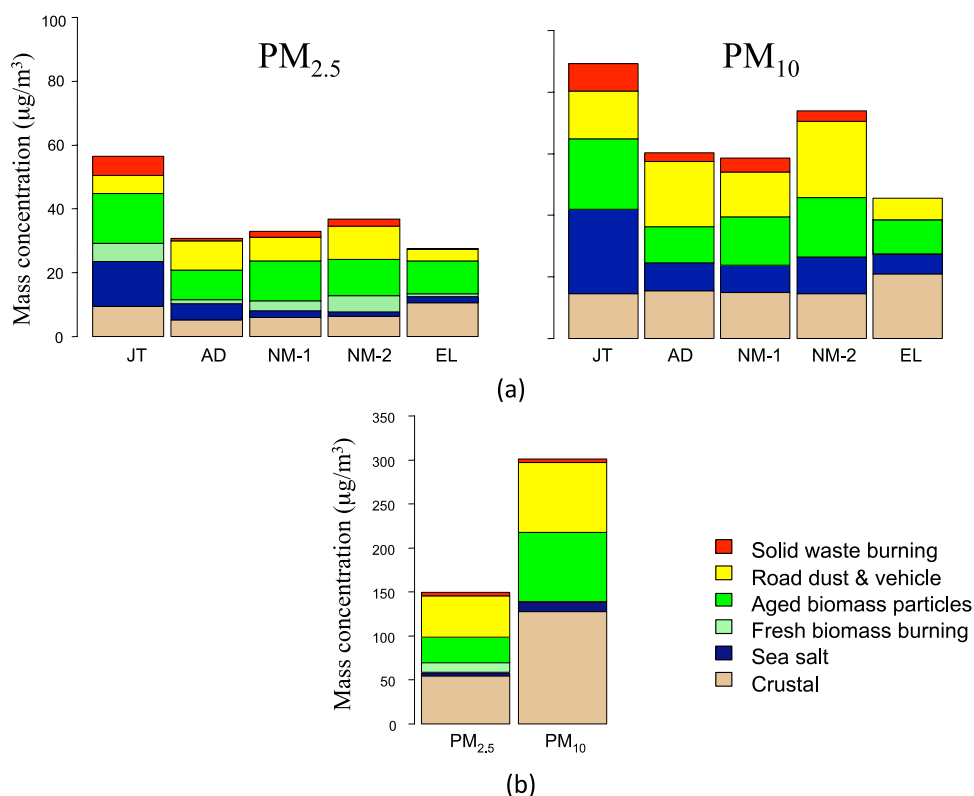 PM2.5
PM10
Mass concentration (µg/m³)
100
80
60
40
20
0
JT AD NM-1 NM-2 EL
JT AD NM-1 NM-2 EL
(a)
Mass concentration (µg/m³)
350
300
250
200
150
100
50
0
PM2.5 PM10
Solid waste burning
Road dust & vehicle
Aged biomass particles
Fresh biomass burning
Sea salt
Crustal
(b)